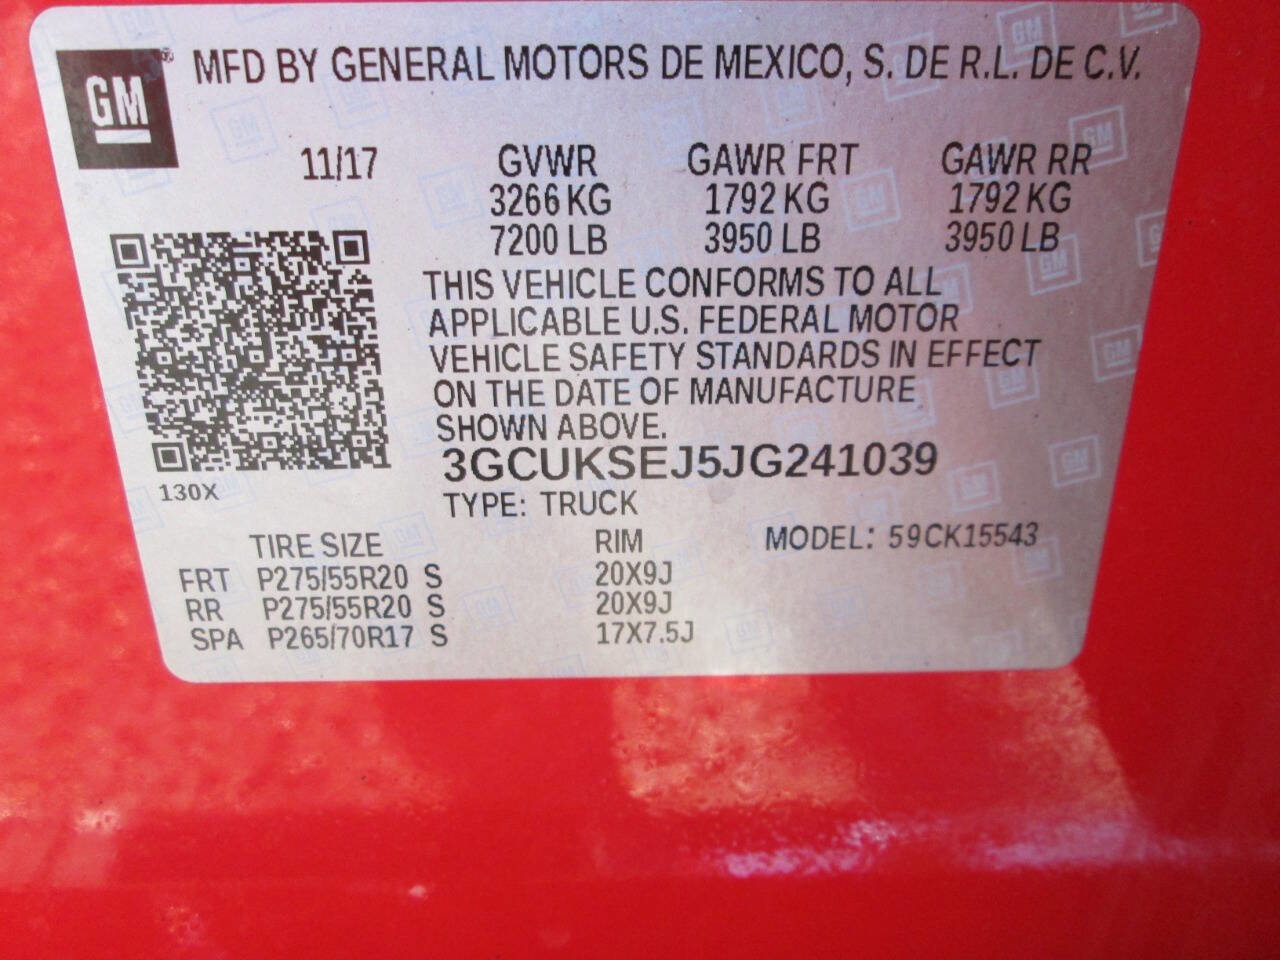 GM ® MFD BY GENERAL MOTORS DE MEXICO, S. DE R.L. DE C.V.
11/17 GVWR GAWR FRT GAWR RR
3266 KG 1792 KG 1792 KG
7200 LB 3950 LB 3950 LB
THIS VEHICLE CONFORMS TO ALL
APPLICABLE U.S. FEDERAL MOTOR
VEHICLE SAFETY STANDARDS IN EFFECT
ON THE DATE OF MANUFACTURE
SHOWN ABOVE.
3GCUKSEJ5JG241039
130X
TYPE: TRUCK
TIRE SIZE RIM MODEL: 59CK15543
FRT P275/55R20 S 20X9J
RR P275/55R20 S 20X9J
SPA P265/70R17 S 17X7.5J